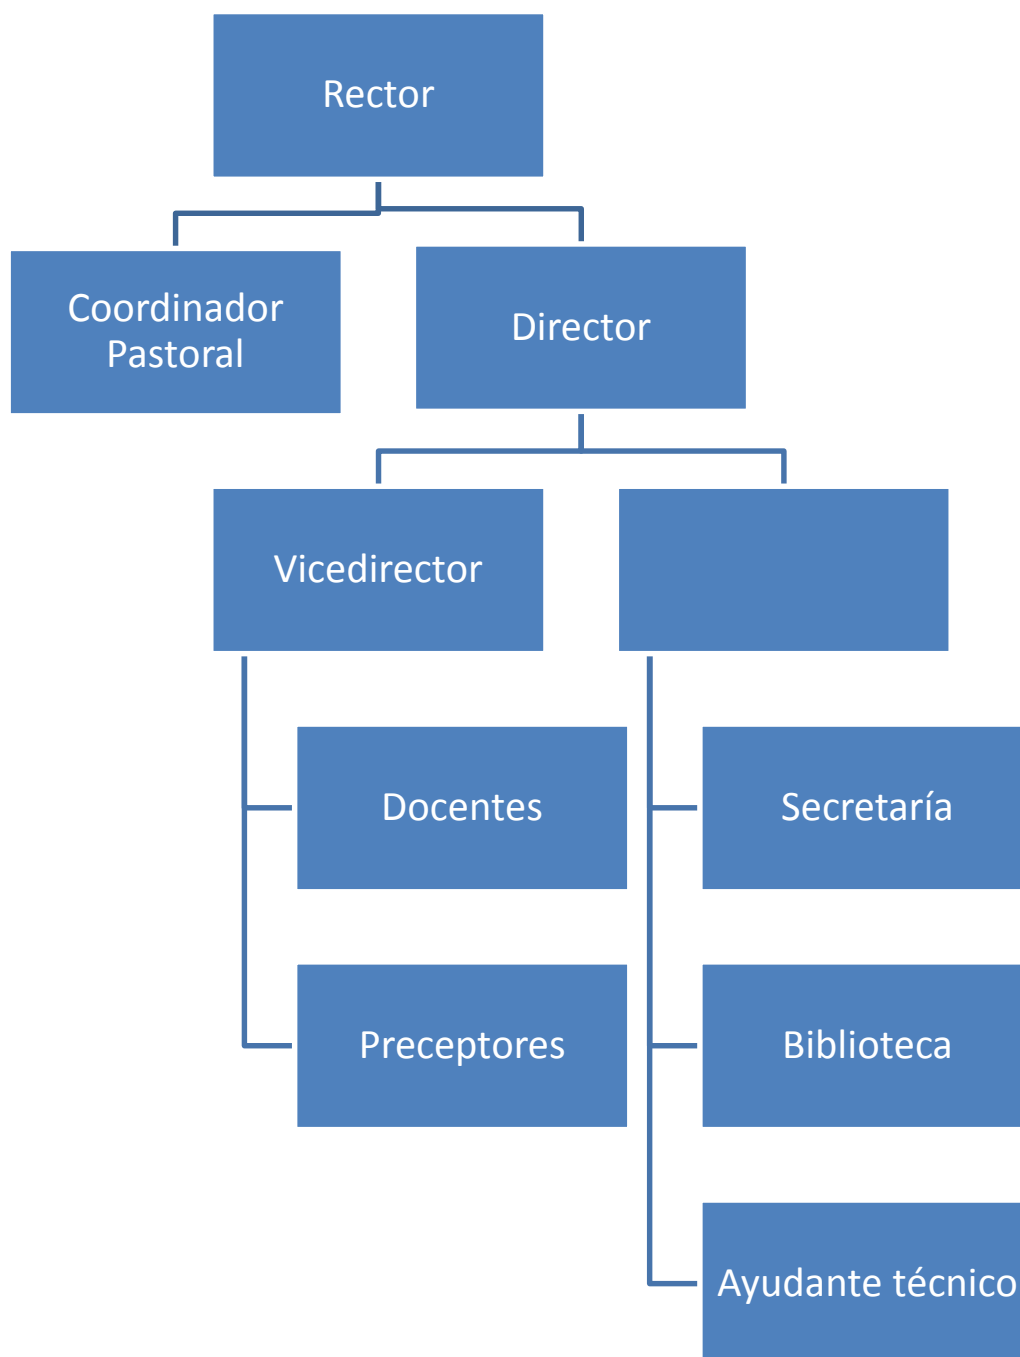 Rector
Coordinador
Pastoral
Director
Vicedirector
Docentes
Secretaría
Preceptores
Biblioteca
Ayudante técnico